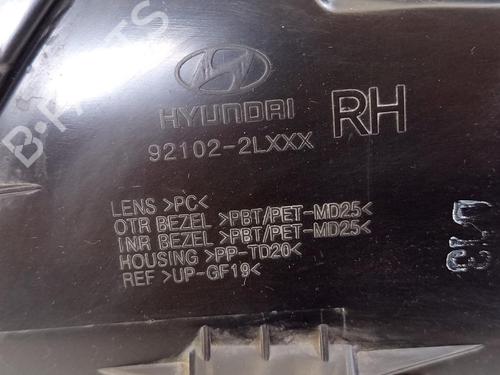 HYUNDAI
RH
92102-2LXXX
LENS >PC<
OTR BEZEL >PBT/PET-MD25<
INR BEZEL >PBT/PET-MD25<
HOUSING >PP-TD20<
REF >UP-GF19<
B-PARTS